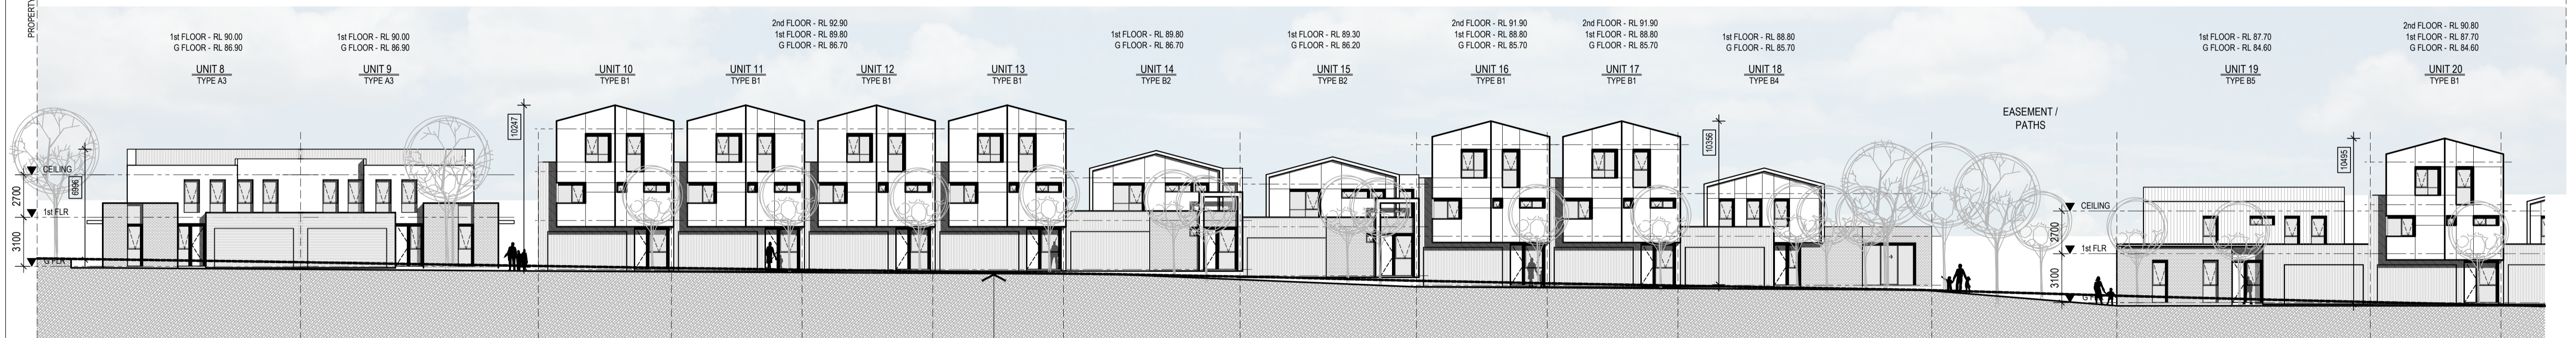 PROPERTY
1st FLOOR - RL 90.00
G FLOOR - RL 86.90
UNIT 8
TYPE A3
1st FLOOR - RL 90.00
G FLOOR - RL 86.90
UNIT 9
TYPE A3
UNIT 10
TYPE B1
2nd FLOOR - RL 92.90
1st FLOOR - RL 89.80
G FLOOR - RL 86.70
UNIT 11
TYPE B1
UNIT 12
TYPE B1
UNIT 13
TYPE B1
1st FLOOR - RL 89.80
G FLOOR - RL 86.70
UNIT 14
TYPE B2
1st FLOOR - RL 89.30
G FLOOR - RL 86.20
UNIT 15
TYPE B2
2nd FLOOR - RL 91.90
1st FLOOR - RL 88.80
G FLOOR - RL 85.70
UNIT 16
TYPE B1
2nd FLOOR - RL 91.90
1st FLOOR - RL 88.80
G FLOOR - RL 85.70
UNIT 17
TYPE B1
1st FLOOR - RL 88.80
G FLOOR - RL 85.70
UNIT 18
TYPE B4
EASEMENT /
PATHS
1st FLOOR - RL 87.70
G FLOOR - RL 84.60
UNIT 19
TYPE B5
2nd FLOOR - RL 90.80
1st FLOOR - RL 87.70
G FLOOR - RL 84.60
UNIT 20
TYPE B1
CEILING
2700
6996
1st FLR
3100
G FLR
10247
10356
CEILING
2700
1st FLR
3100
10495